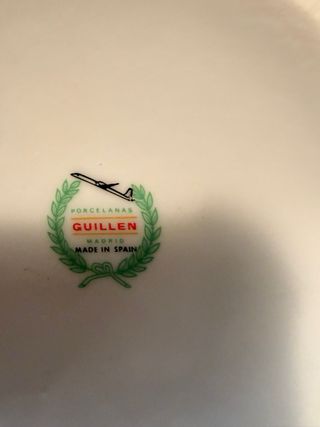 PORCELANAS
GUILLEN
MADRID
MADE IN SPAIN